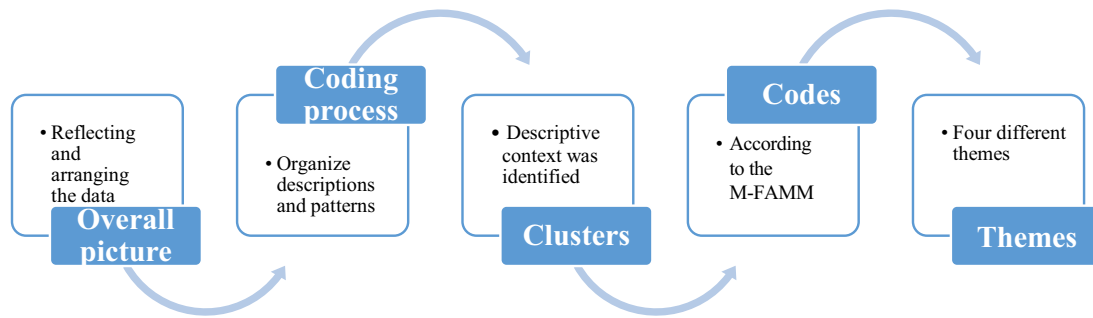 • Reflecting
and
arranging
the data
Overall
picture
Coding
process
• Organize
descriptions
and patterns
• Descriptive
context was
identified
Clusters
Codes
• According
to the
M-FAMM
• Four different
themes
Themes